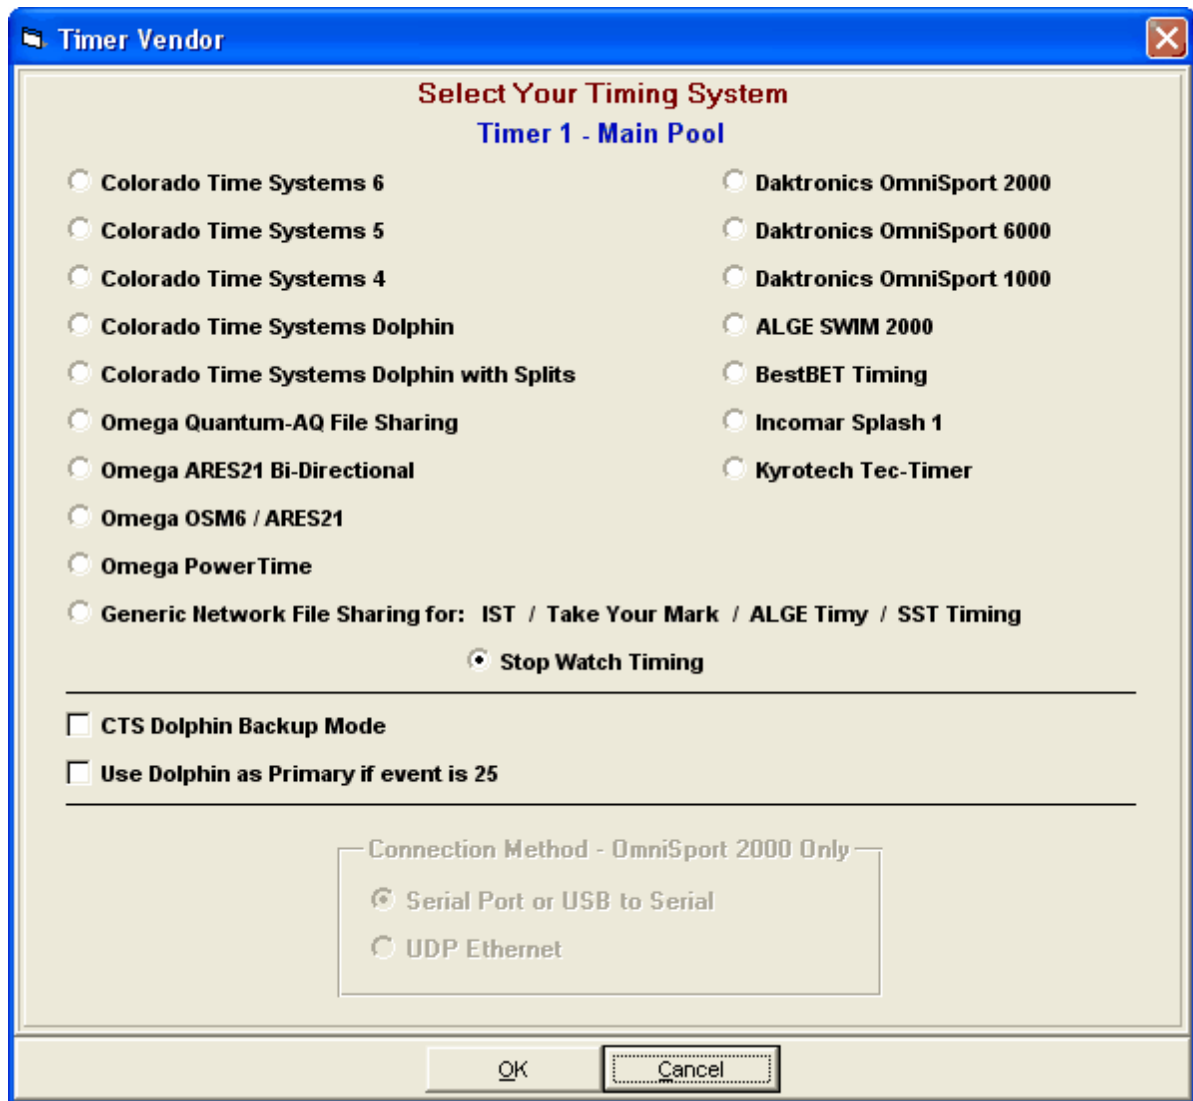 Timer Vendor
Select Your Timing System
Timer 1 - Main Pool
Colorado Time Systems 6
Colorado Time Systems 5
Colorado Time Systems 4
Colorado Time Systems Dolphin
Colorado Time Systems Dolphin with Splits
Omega Quantum-AQ File Sharing
Omega ARES21 Bi-Directional
Omega OSM6 / ARES21
Omega PowerTime
Daktronics OmniSport 2000
Daktronics OmniSport 6000
Daktronics OmniSport 1000
ALGE SWIM 2000
BestBET Timing
Incomar Splash 1
Kyrotech Tec-Timer
Generic Network File Sharing for: IST / Take Your Mark / ALGE Timy / SST Timing
Stop Watch Timing
CTS Dolphin Backup Mode
Use Dolphin as Primary if event is 25
Connection Method - OmniSport 2000 Only
Serial Port or USB to Serial
UDP Ethernet
OK
Cancel